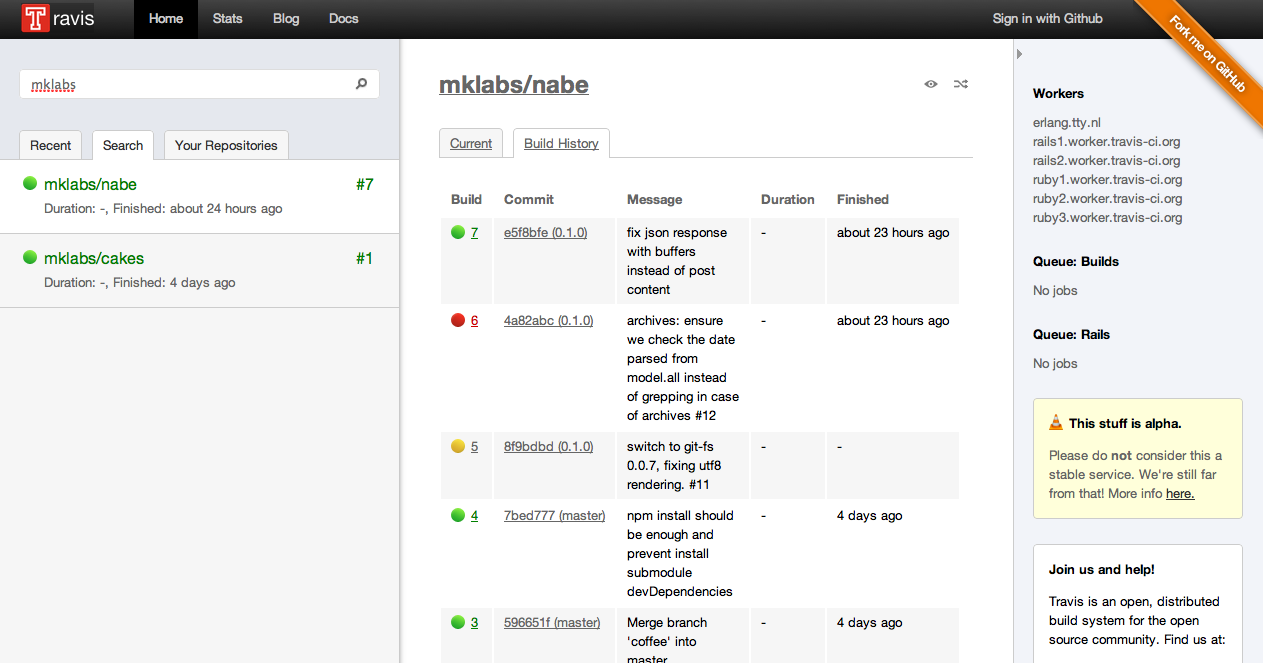 Travis
Home
Stats
Blog
Docs
Sign in with Github
Fork me on GitHub
mklabs
Recent
Search
Your Repositories
mklabs/nabe
#7
Duration: -, Finished: about 24 hours ago
mklabs/cakes
#1
Duration: -, Finished: 4 days ago
mklabs/nabe
Current
Build History
Build Commit Message Duration Finished
7 e5f8bfe (0.1.0) fix json response - about 23 hours ago
with buffers
instead of post
content
6 4a82abc (0.1.0) archives: ensure - about 23 hours ago
we check the date
parsed from
model.all instead
of grepping in case
of archives #12
5 8f9bdbd (0.1.0) switch to git-fs - -
0.0.7, fixing utf8
rendering. #11
4 7bed777 (master) npm install should - 4 days ago
be enough and
prevent install
submodule
devDependencies
3 596651f (master) Merge branch - 4 days ago
'coffee' into
master
Workers
erlang.tty.nl
rails1.worker.travis-ci.org
rails2.worker.travis-ci.org
ruby1.worker.travis-ci.org
ruby2.worker.travis-ci.org
ruby3.worker.travis-ci.org
Queue: Builds
No jobs
Queue: Rails
No jobs
This stuff is alpha.
Please do not consider this a
stable service. We're still far
from that! More info here.
Join us and help!
Travis is an open, distributed
build system for the open
source community. Find us at: